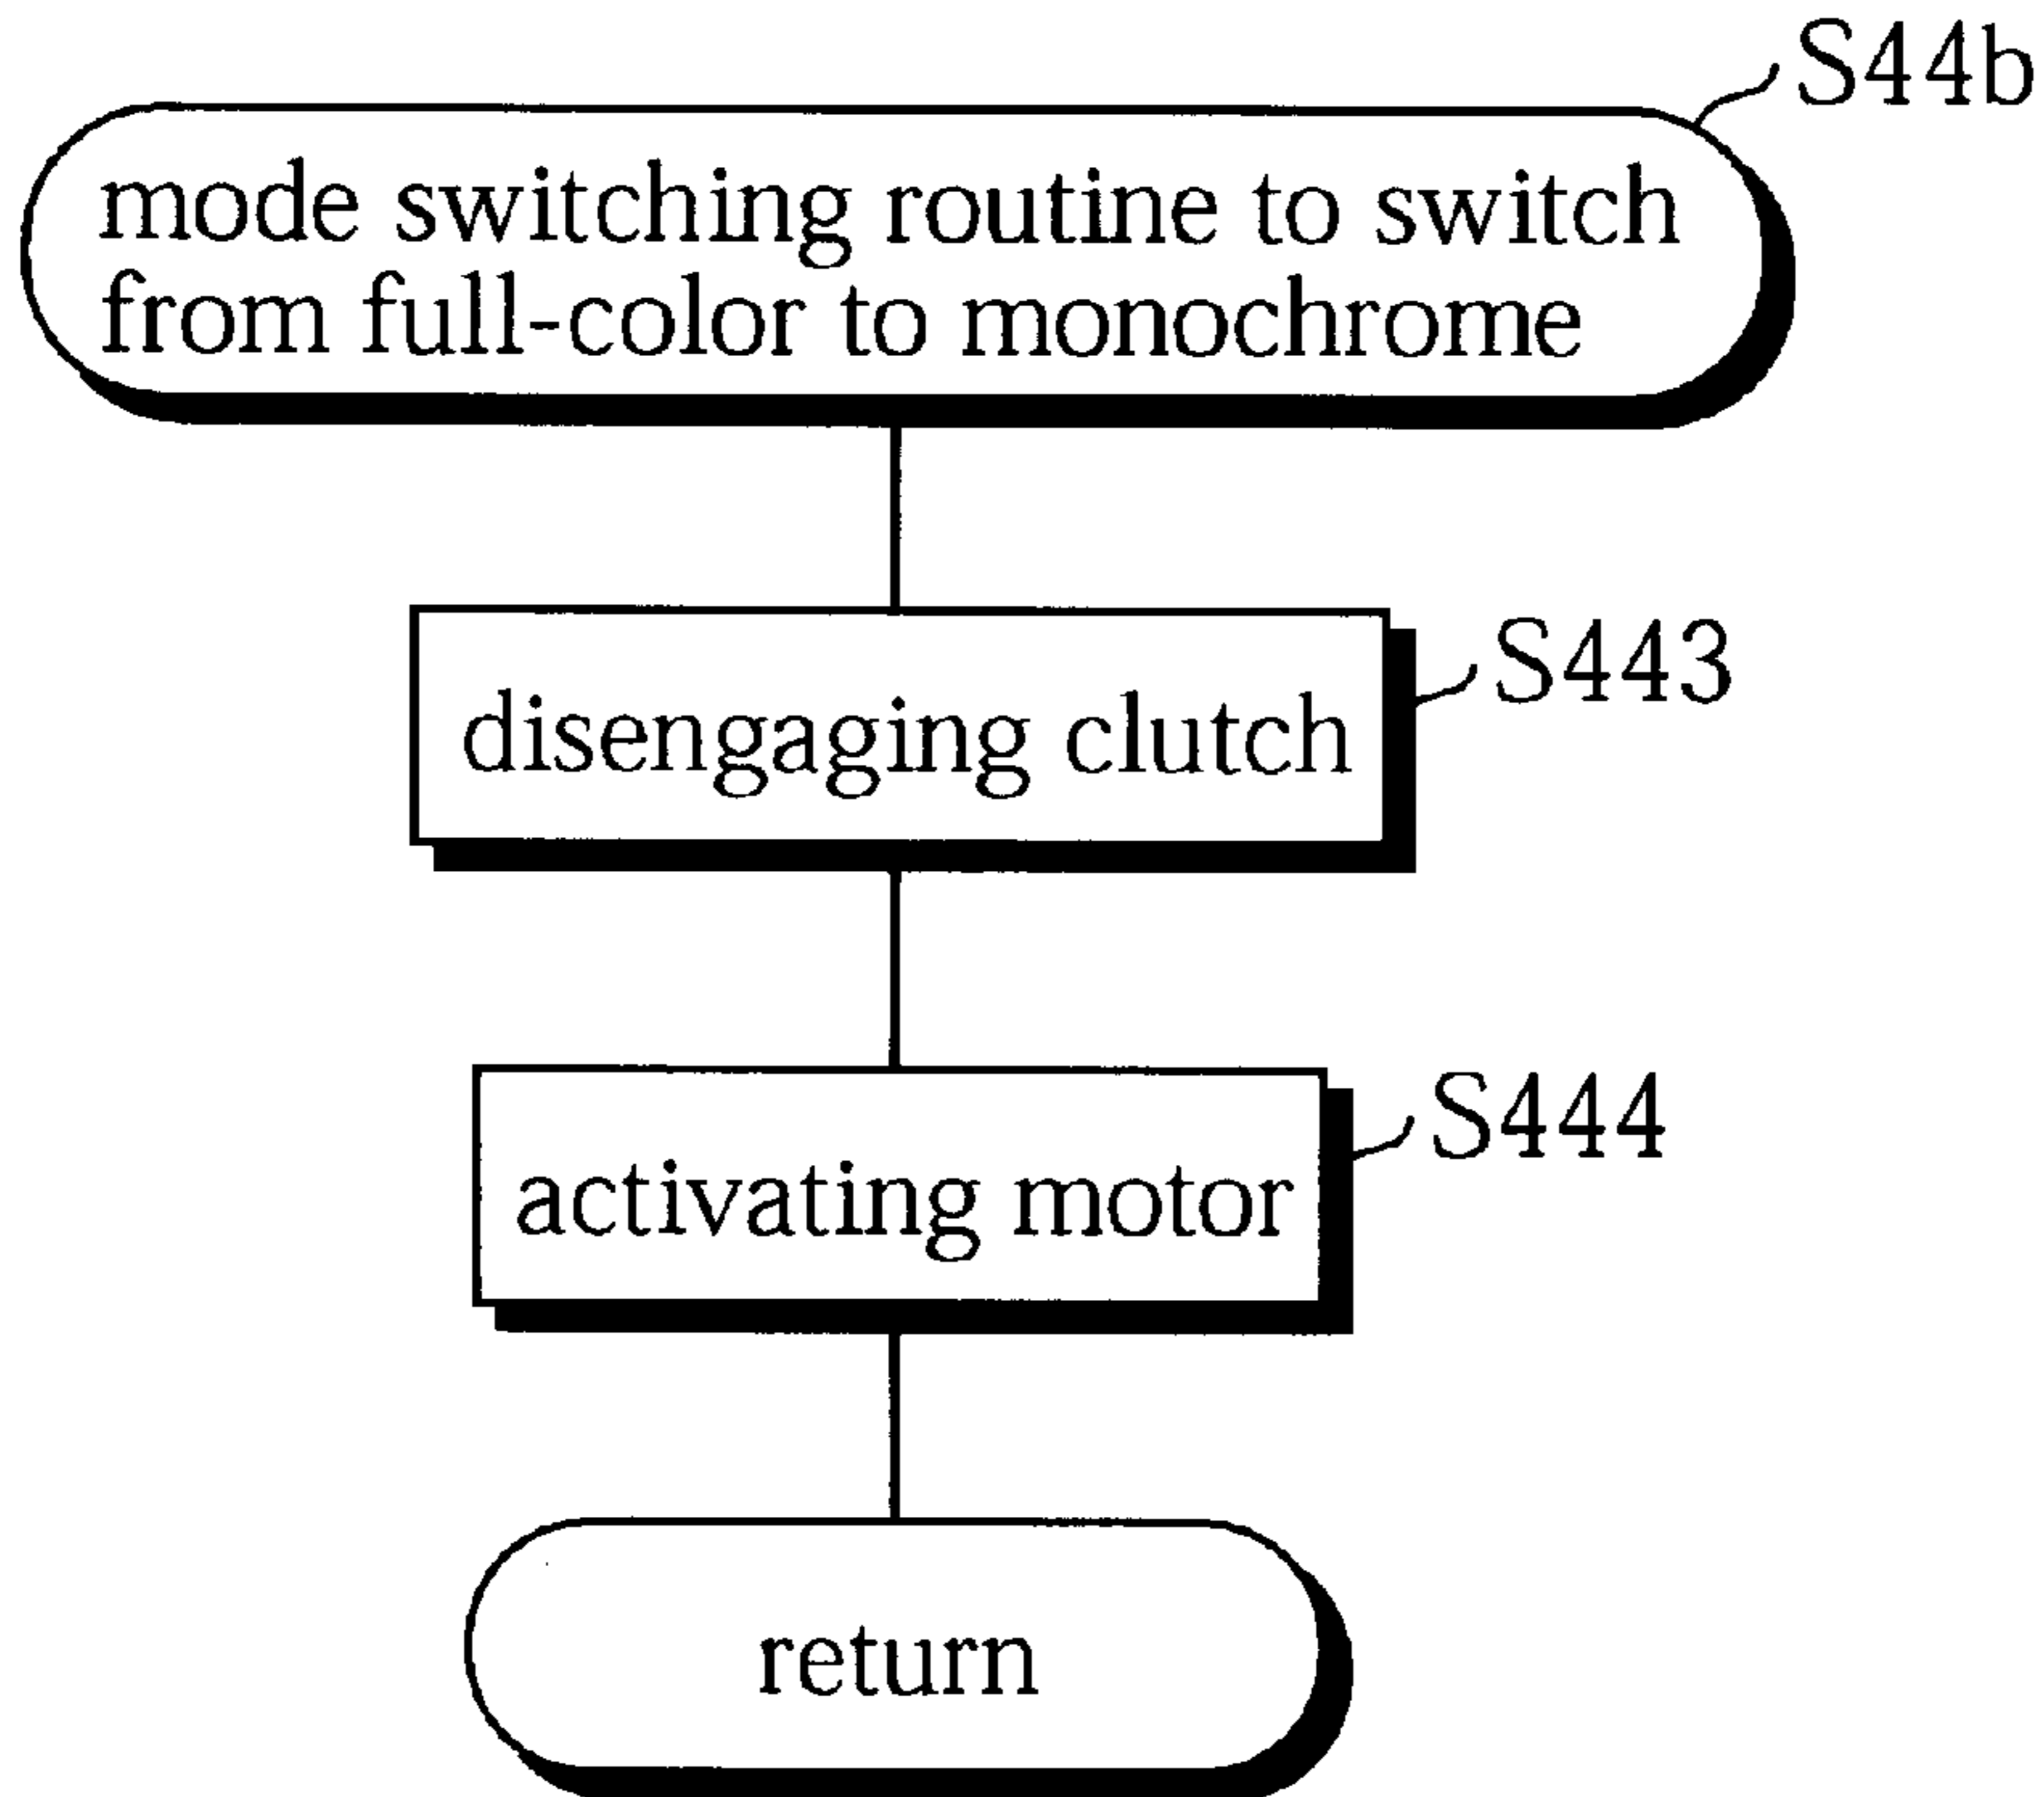 S44b
mode switching routine to switch
from full-color to monochrome
S443
disengaging clutch
S444
activating motor
return